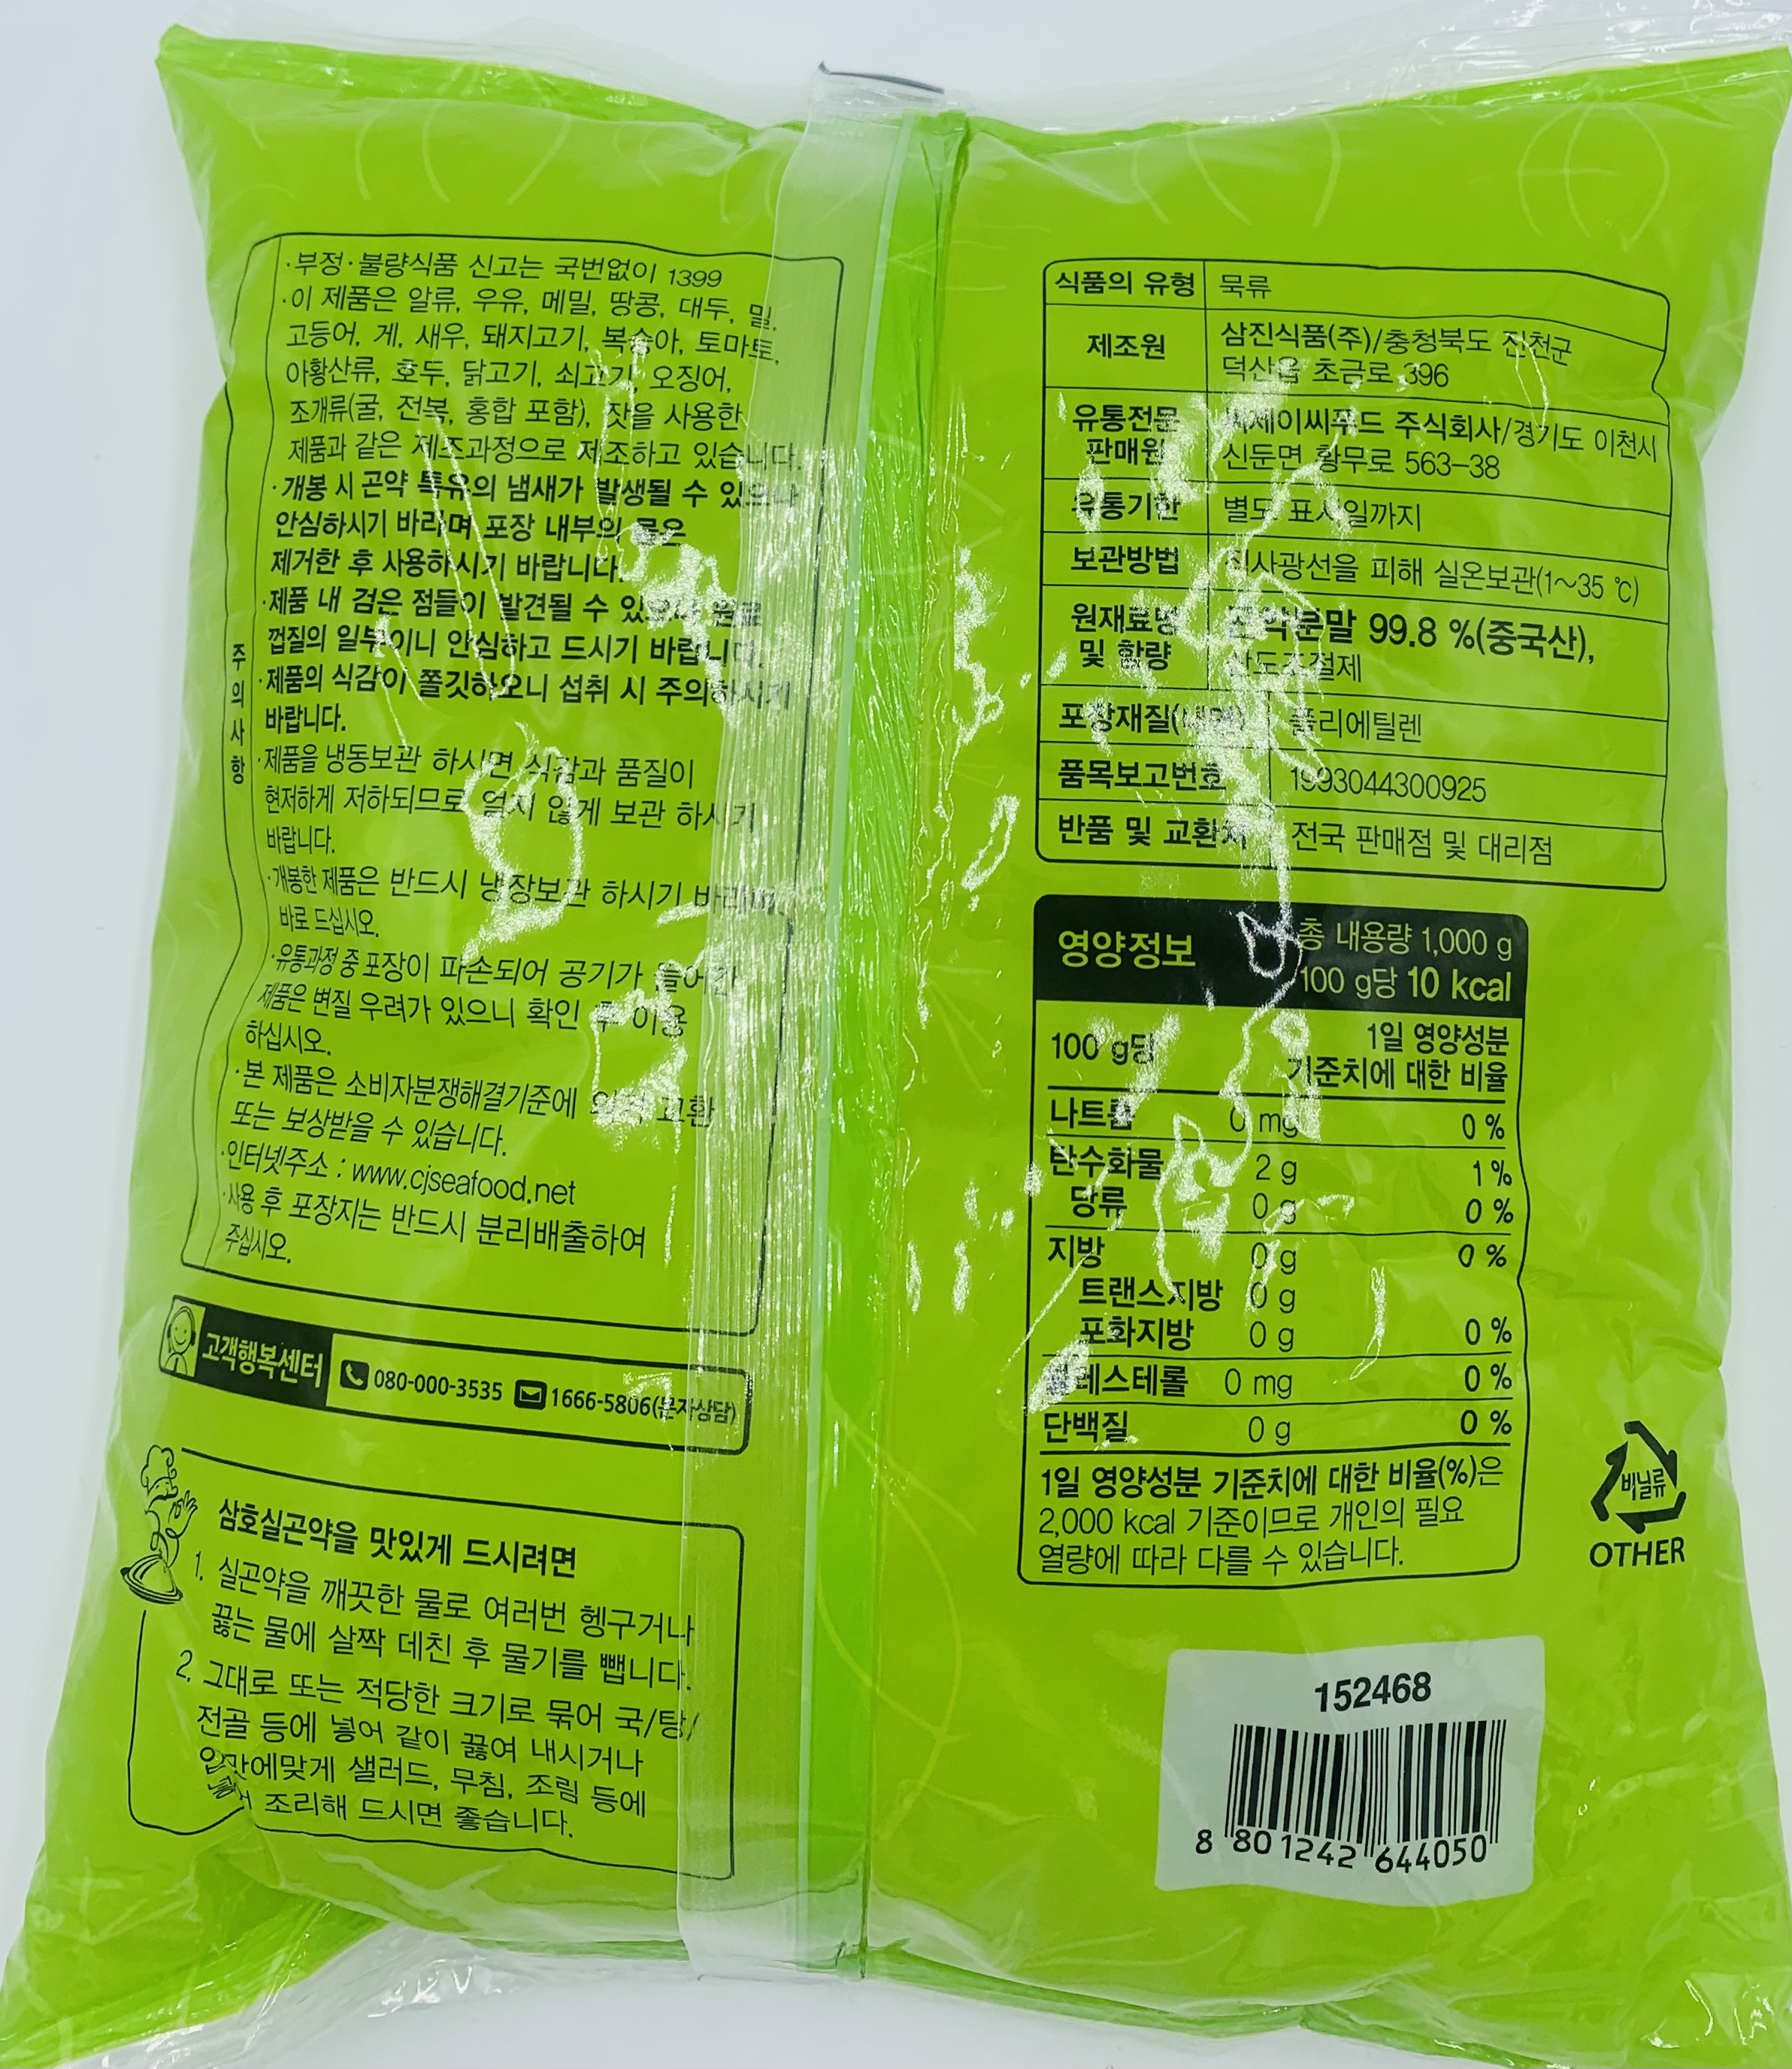 ·부정·불량식품 신고는 국번없이 1399
·이 제품은 알류, 우유, 메밀, 땅콩, 대두, 밀,
고등어, 게, 새우, 돼지고기, 복숭아, 토마토,
아황산류, 호두, 닭고기, 쇠고기, 오징어,
조개류(굴, 전복, 홍합 포함), 잣을 사용한
제품과 같은 제조과정으로 제조하고 있습니다.
·개봉 시 곤약 특유의 냄새가 발생될 수 있으나
안심하시기 바라며 포장 내부의 물은
제거한 후 사용하시기 바랍니다.
·제품 내 검은 점들이 발견될 수 있으나 원료
껍질의 일부이니 안심하고 드시기 바랍니다.
·제품의 식감이 쫄깃하오니 섭취 시 주의하시기
바랍니다.
·제품을 냉동보관 하시면 식감과 품질이
현저하게 저하되므로 얼지 않게 보관 하시기
바랍니다.
·개봉한 제품은 반드시 냉장보관 하시기 바라며,
바로 드십시오.
·유통과정 중 포장이 파손되어 공기가 들어간
제품은 변질 우려가 있으니 확인 후 이용
하십시오.
·본 제품은 소비자분쟁해결기준에 의해 교환
또는 보상받을 수 있습니다.
·인터넷주소 : www.cjseafood.net
·사용 후 포장지는 반드시 분리배출하여
주십시오.
주의사항
고객행복센터 080-000-3535 1666-5806(문자상담)
삼호실곤약을 맛있게 드시려면
1. 실곤약을 깨끗한 물로 여러번 헹구거나
끓는 물에 살짝 데친 후 물기를 뺍니다.
2. 그대로 또는 적당한 크기로 묶어 국/탕/
전골 등에 넣어 같이 끓여 내시거나
입맛에맞게 샐러드, 무침, 조림 등에
넣어 조리해 드시면 좋습니다.
식품의 유형 묵류
제조원 삼진식품(주)/충청북도 진천군
덕산읍 초금로 396
유통전문 판매원 씨제이씨푸드 주식회사/경기도 이천시
신둔면 황무로 563-38
유통기한 별도 표시일까지
보관방법 직사광선을 피해 실온보관(1~35 ℃)
원재료명 및 함량 곤약분말 99.8 %(중국산),
산도조절제
포장재질(내면) 폴리에틸렌
품목보고번호 1993044300925
반품 및 교환처 전국 판매점 및 대리점
영양정보 총 내용량 1,000 g
100 g당 10 kcal
100 g당 1일 영양성분
기준치에 대한 비율
나트륨 0 mg 0 %
탄수화물 2 g 1 %
당류 0 g 0 %
지방 0 g 0 %
트랜스지방 0 g
포화지방 0 g 0 %
콜레스테롤 0 mg 0 %
단백질 0 g 0 %
1일 영양성분 기준치에 대한 비율(%)은
2,000 kcal 기준이므로 개인의 필요
열량에 따라 다를 수 있습니다.
비닐류
OTHER
152468
8 801242 644050